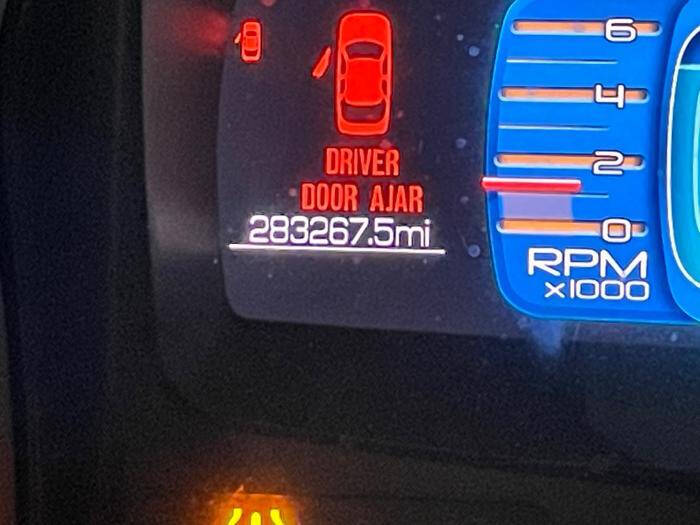 DRIVER
DOOR AJAR
283267.5mi
6
4
2
0
RPM
x1000